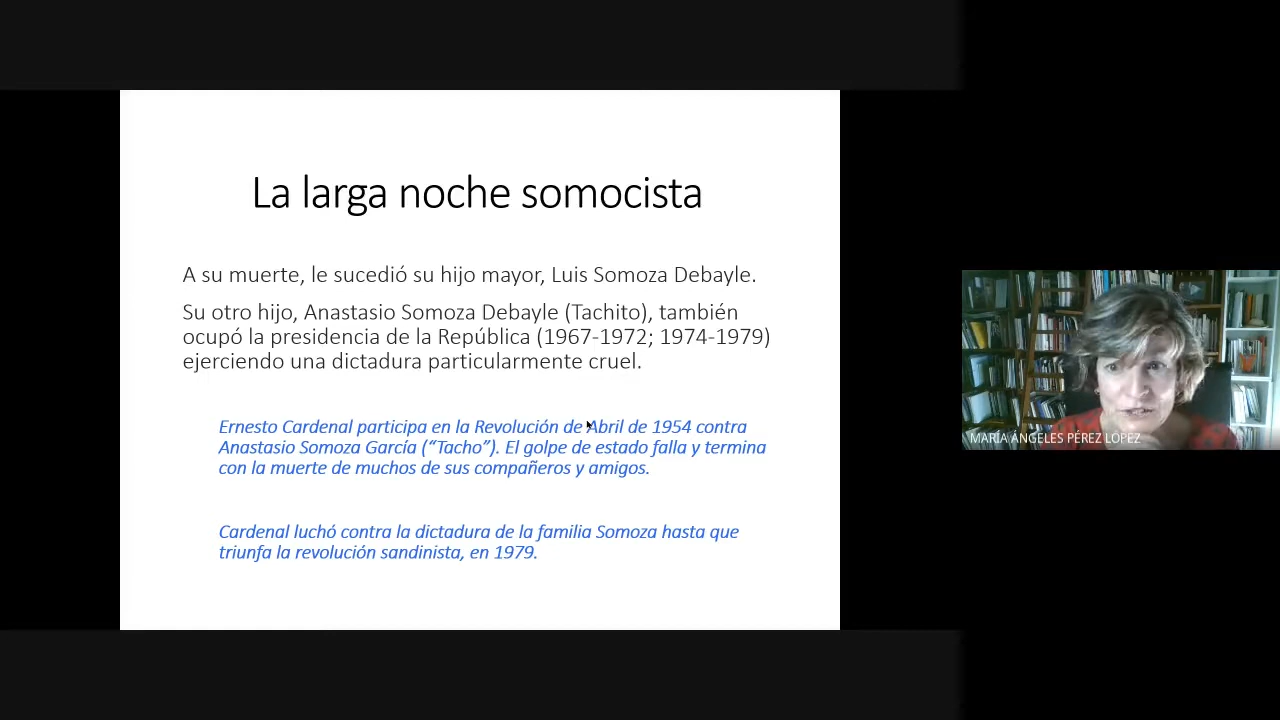 La larga noche somocista
A su muerte, le sucedió su hijo mayor, Luis Somoza Debayle.
Su otro hijo, Anastasio Somoza Debayle (Tachito), también
ocupó la presidencia de la República (1967-1972; 1974-1979)
ejerciendo una dictadura particularmente cruel.
Ernesto Cardenal participa en la Revolución de Abril de 1954 contra
Anastasio Somoza García (“Tacho”). El golpe de estado falla y termina
con la muerte de muchos de sus compañeros y amigos.
Cardenal luchó contra la dictadura de la familia Somoza hasta que
triunfa la revolución sandinista, en 1979.
MARÍA ÁNGELES PÉREZ LÓPEZ